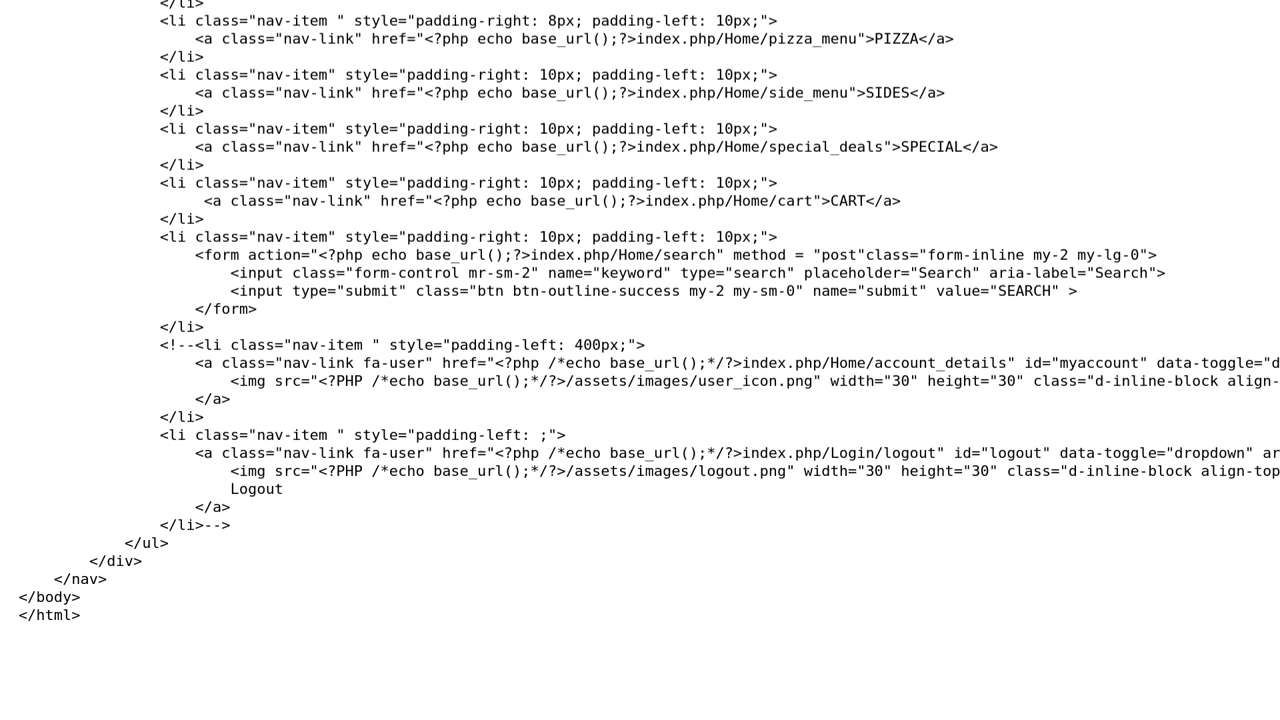 </li>
<li class="nav-item " style="padding-right: 8px; padding-left: 10px;">
<a class="nav-link" href="<?php echo base_url();?>index.php/Home/pizza_menu">PIZZA</a>
</li>
<li class="nav-item" style="padding-right: 10px; padding-left: 10px;">
<a class="nav-link" href="<?php echo base_url();?>index.php/Home/side_menu">SIDES</a>
</li>
<li class="nav-item" style="padding-right: 10px; padding-left: 10px;">
<a class="nav-link" href="<?php echo base_url();?>index.php/Home/special_deals">SPECIAL</a>
</li>
<li class="nav-item" style="padding-right: 10px; padding-left: 10px;">
<a class="nav-link" href="<?php echo base_url();?>index.php/Home/cart">CART</a>
</li>
<li class="nav-item" style="padding-right: 10px; padding-left: 10px;">
<form action="<?php echo base_url();?>index.php/Home/search" method = "post"class="form-inline my-2 my-lg-0">
<input class="form-control mr-sm-2" name="keyword" type="search" placeholder="Search" aria-label="Search">
<input type="submit" class="btn btn-outline-success my-2 my-sm-0" name="submit" value="SEARCH" >
</form>
</li>
<!--<li class="nav-item " style="padding-left: 400px;">
<a class="nav-link fa-user" href="<?php /*echo base_url();*/?>index.php/Home/account_details" id="myaccount" data-toggle="d
<img src="<?PHP /*echo base_url();*/?>/assets/images/user_icon.png" width="30" height="30" class="d-inline-block align-
</a>
</li>
<li class="nav-item " style="padding-left: ;">
<a class="nav-link fa-user" href="<?php /*echo base_url();*/?>index.php/Login/logout" id="logout" data-toggle="dropdown" ar
<img src="<?PHP /*echo base_url();*/?>/assets/images/logout.png" width="30" height="30" class="d-inline-block align-top
Logout
</a>
</li>-->
</ul>
</div>
</nav>
</body>
</html>